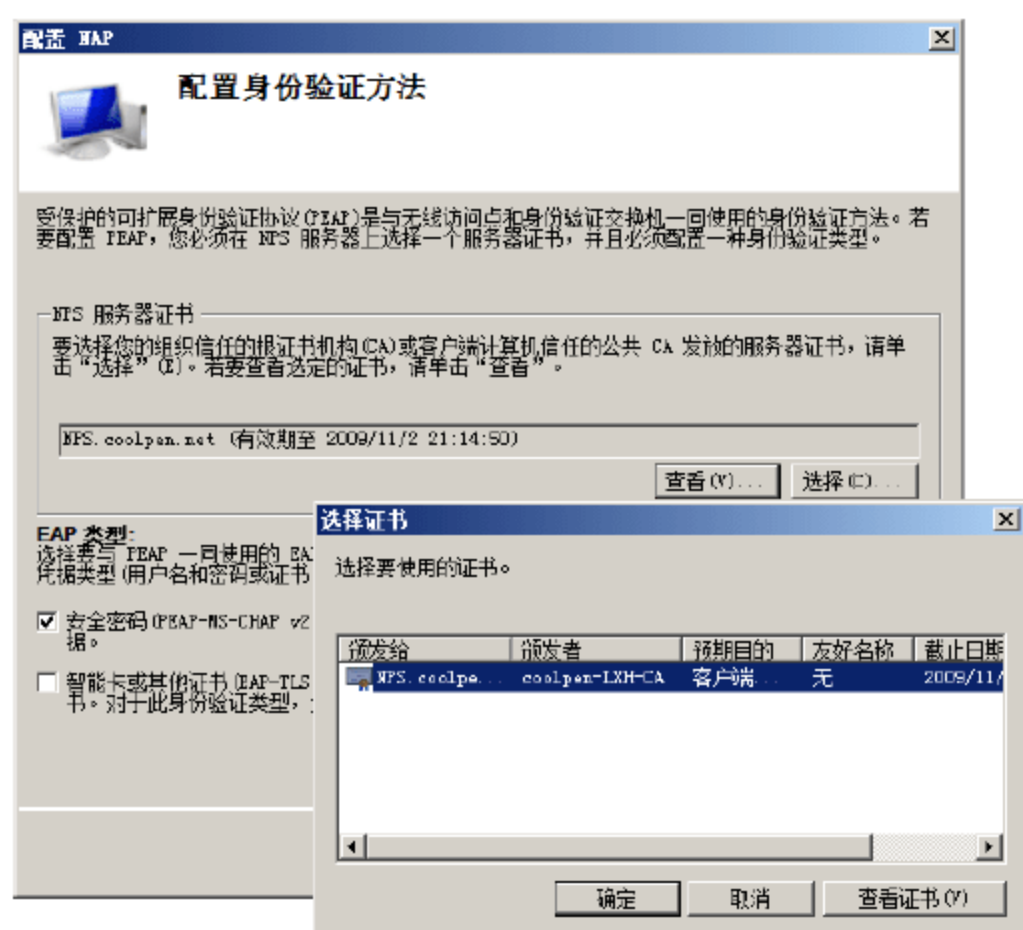 配置 NAP
配置身份验证方法
受保护的可扩展身份验证协议(PEAP)是与无线访问点和身份验证交换机一同使用的身份验证方法。若
要配置 PEAP，您必须在 NPS 服务器上选择一个服务器证书，并且必须配置一种身份验证类型。
NPS 服务器证书
要选择您的组织信任的根证书机构(CA)或客户端计算机信任的公共 CA 发放的服务器证书，请单
击“选择”(E)。若要查看选定的证书，请单击“查看”。
NPS.coolpen.net (有效期至 2009/11/2 21:14:50)
查看(V)...
选择(C)...
EAP 类型:
选择要与 PEAP 一同使用的 EA
凭据类型(用户名和密码或证书
安全密码(PEAP-MS-CHAP v2
据。
智能卡或其他证书(EAP-TLS
书。对于此身份验证类型，
选择证书
选择要使用的证书。
颁发给 颁发者 预期目的 友好名称 截止日期
NPS.coolpe... coolpen-LXH-CA 客户端... 无 2009/11/
确定 取消 查看证书(V)